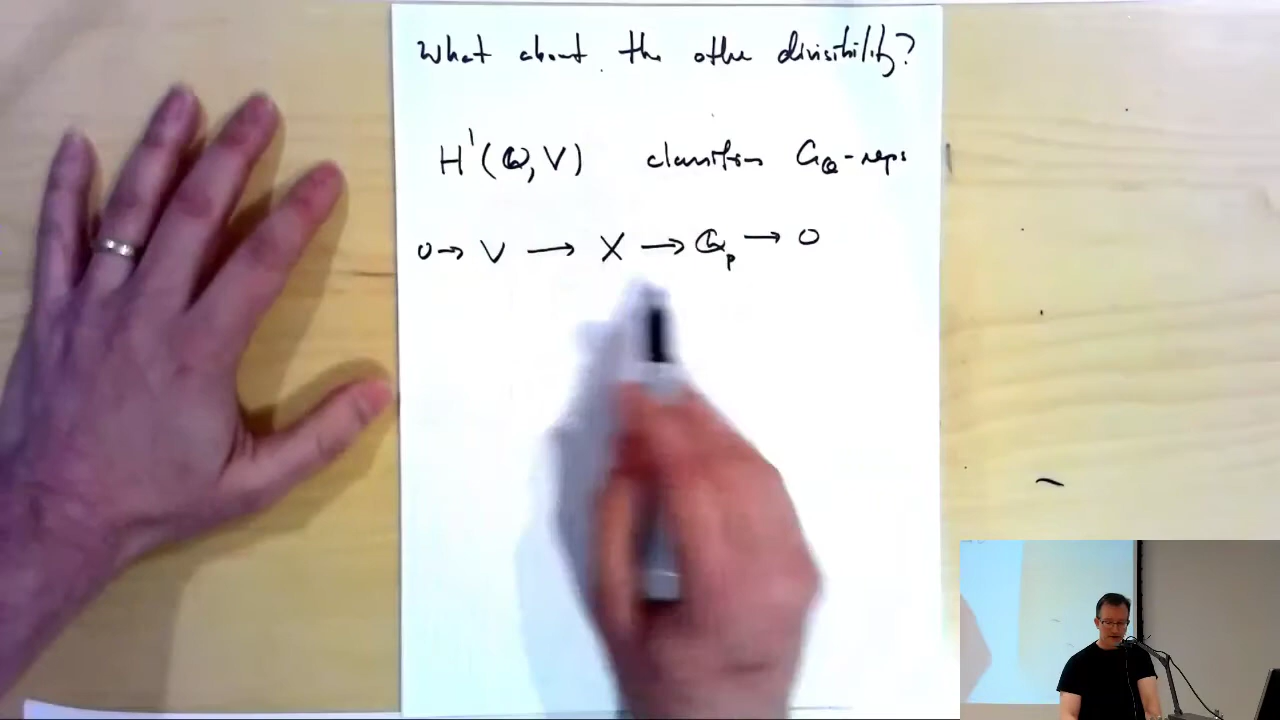 What about the other divisibility?
H¹(ℚ, V) classifies G_ℚ-reps
0 → V → X → ℚ_p → 0